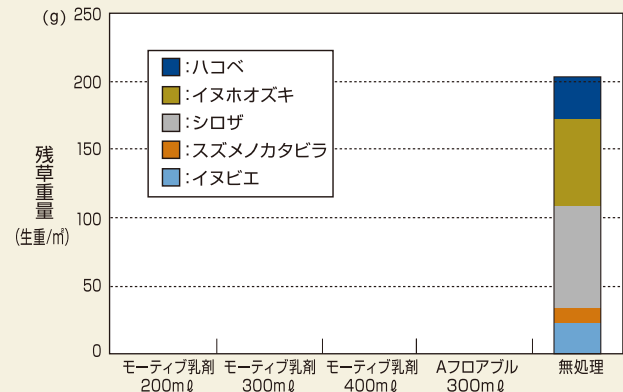 (g)
250
200
150
100
50
0
残草重量
(生重/㎡)
:ハコベ
:イヌホオズキ
:シロザ
:スズメノカタビラ
:イヌビエ
モーティブ乳剤
200mℓ
モーティブ乳剤
300mℓ
モーティブ乳剤
400mℓ
Aフロアブル
300mℓ
無処理